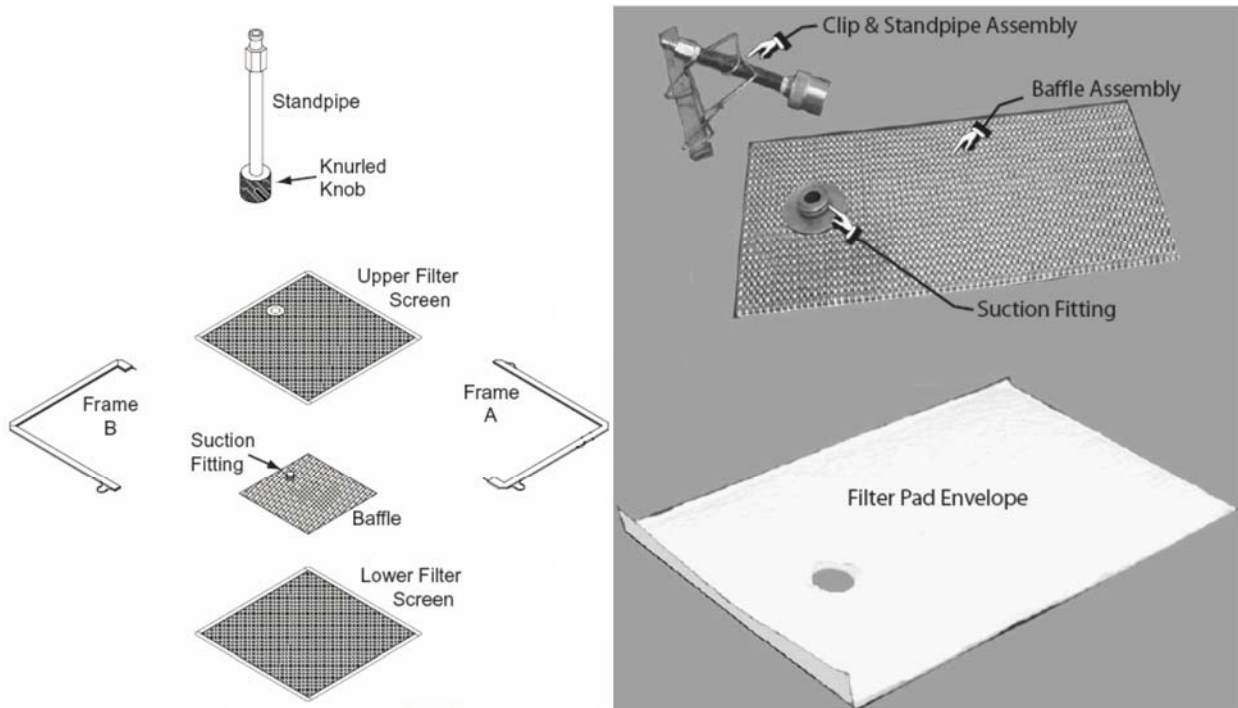 Standpipe
Knurled
Knob
Upper Filter
Screen
Frame
B
Frame
A
Suction
Fitting
Baffle
Lower Filter
Screen
Clip & Standpipe Assembly
Baffle Assembly
Suction Fitting
Filter Pad Envelope